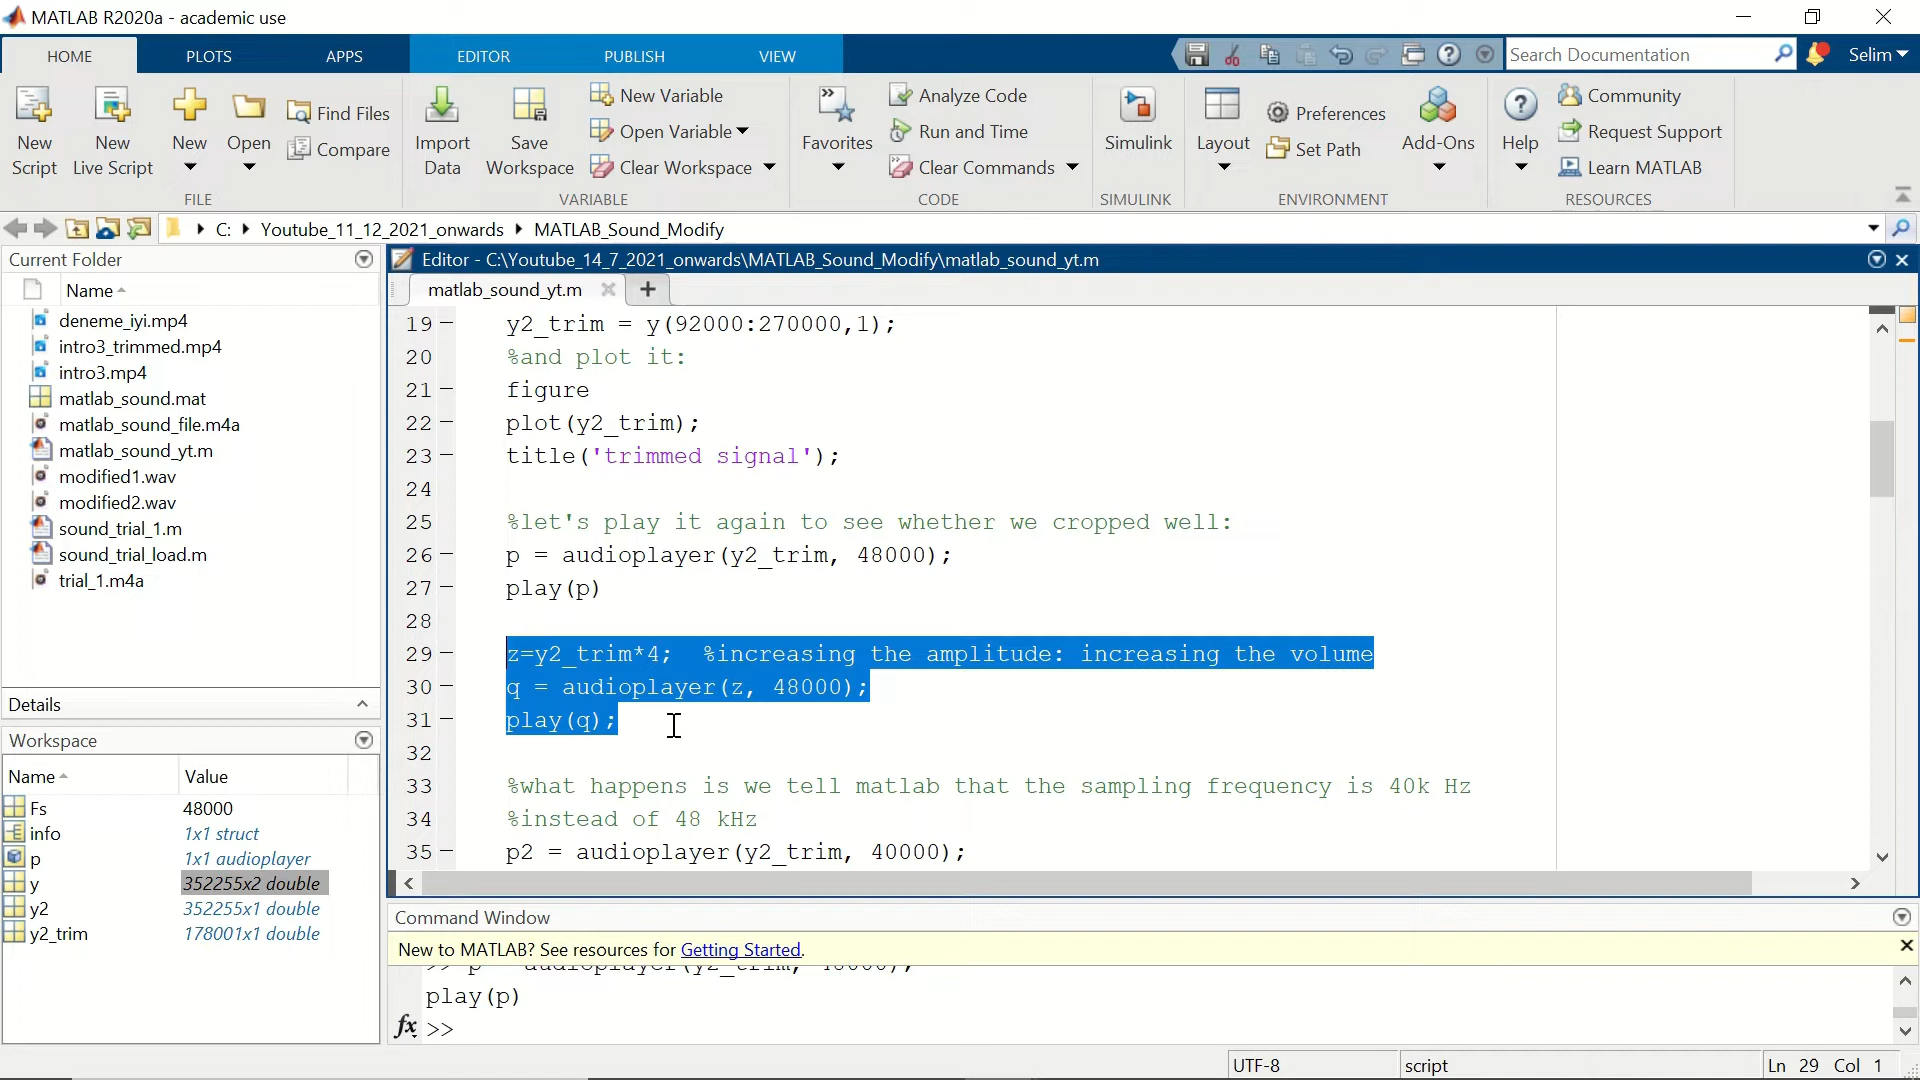 MATLAB R2020a - academic use
HOME PLOTS APPS EDITOR PUBLISH VIEW
Search Documentation
Selim
New Script
New Live Script
New
Open
Find Files
Compare
FILE
Import Data
Save Workspace
New Variable
Open Variable
Clear Workspace
VARIABLE
Favorites
Analyze Code
Run and Time
Clear Commands
CODE
Simulink
SIMULINK
Layout
Preferences
Set Path
Add-Ons
ENVIRONMENT
Help
Community
Request Support
Learn MATLAB
RESOURCES
C: Youtube_11_12_2021_onwards MATLAB_Sound_Modify
Current Folder
Name
deneme_iyi.mp4
intro3_trimmed.mp4
intro3.mp4
matlab_sound.mat
matlab_sound_file.m4a
matlab_sound_yt.m
modified1.wav
modified2.wav
sound_trial_1.m
sound_trial_load.m
trial_1.m4a
Details
Workspace
Name Value
Fs 48000
info 1x1 struct
p 1x1 audioplayer
y 352255x2 double
y2 352255x1 double
y2_trim 178001x1 double
Editor - C:\Youtube_14_7_2021_onwards\MATLAB_Sound_Modify\matlab_sound_yt.m
matlab_sound_yt.m
19 – y2_trim = y(92000:270000,1);
20 %and plot it:
21 – figure
22 – plot(y2_trim);
23 – title('trimmed signal');
24
25 %let's play it again to see whether we cropped well:
26 – p = audioplayer(y2_trim, 48000);
27 – play(p)
28
29 – z=y2_trim*4; %increasing the amplitude: increasing the volume
30 – q = audioplayer(z, 48000);
31 – play(q);
32
33 %what happens is we tell matlab that the sampling frequency is 40k Hz
34 %instead of 48 kHz
35 – p2 = audioplayer(y2_trim, 40000);
Command Window
New to MATLAB? See resources for Getting Started.
>> p = audioplayer(y2_trim, 48000);
play(p)
fx >>
UTF-8
script
Ln 29 Col 1